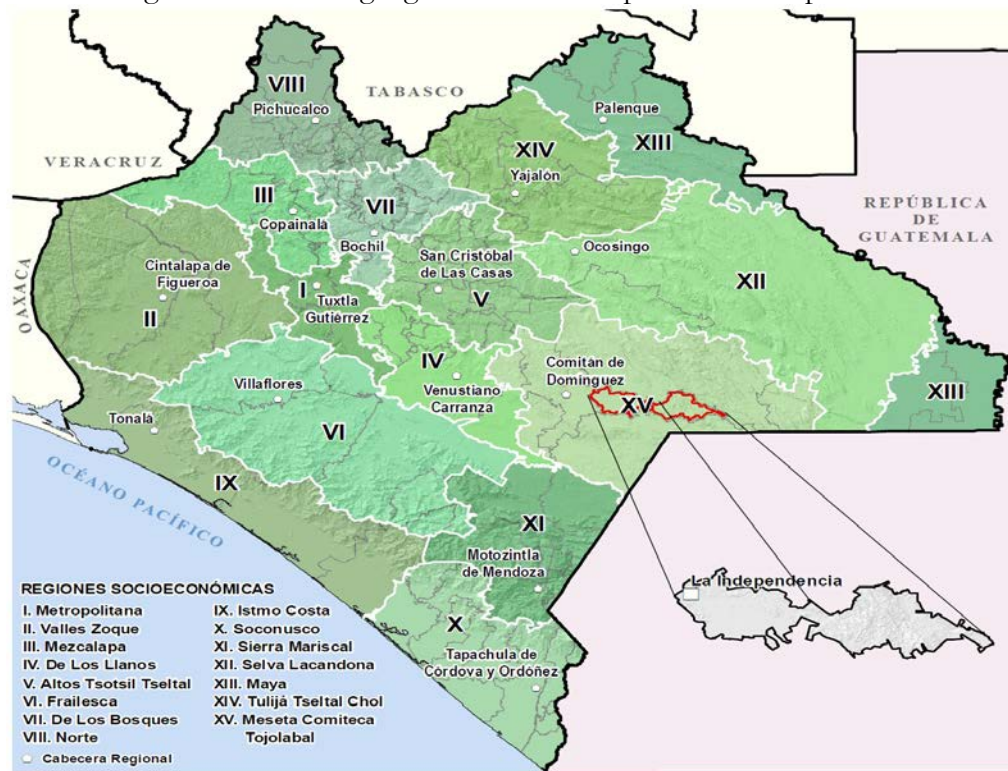 VIII
Pichucalco
TABASCO
Palenque
XIII
XIV
Yajalón
VERACRUZ
III
Copainalá
VII
Bochil
REPÚBLICA
DE
GUATEMALA
Ocosingo
XII
San Cristóbal
de Las Casas
V
OAXACA
Cintalapa de
Figueroa
II
I
Tuxtla
Gutiérrez
IV
Venustiano
Carranza
Comitán de
Domínguez
XV
XIII
Villaflores
VI
Tonalá
IX
OCÉANO PACÍFICO
XI
Motozintla
de Mendoza
X
Tapachula de
Córdova y Ordóñez
La Independencia
REGIONES SOCIOECONÓMICAS
I. Metropolitana
II. Valles Zoque
III. Mezcalapa
IV. De Los Llanos
V. Altos Tsotsil Tseltal
VI. Frailesca
VII. De Los Bosques
VIII. Norte
IX. Istmo Costa
X. Soconusco
XI. Sierra Mariscal
XII. Selva Lacandona
XIII. Maya
XIV. Tulijá Tseltal Chol
XV. Meseta Comiteca
Tojolabal
Cabecera Regional